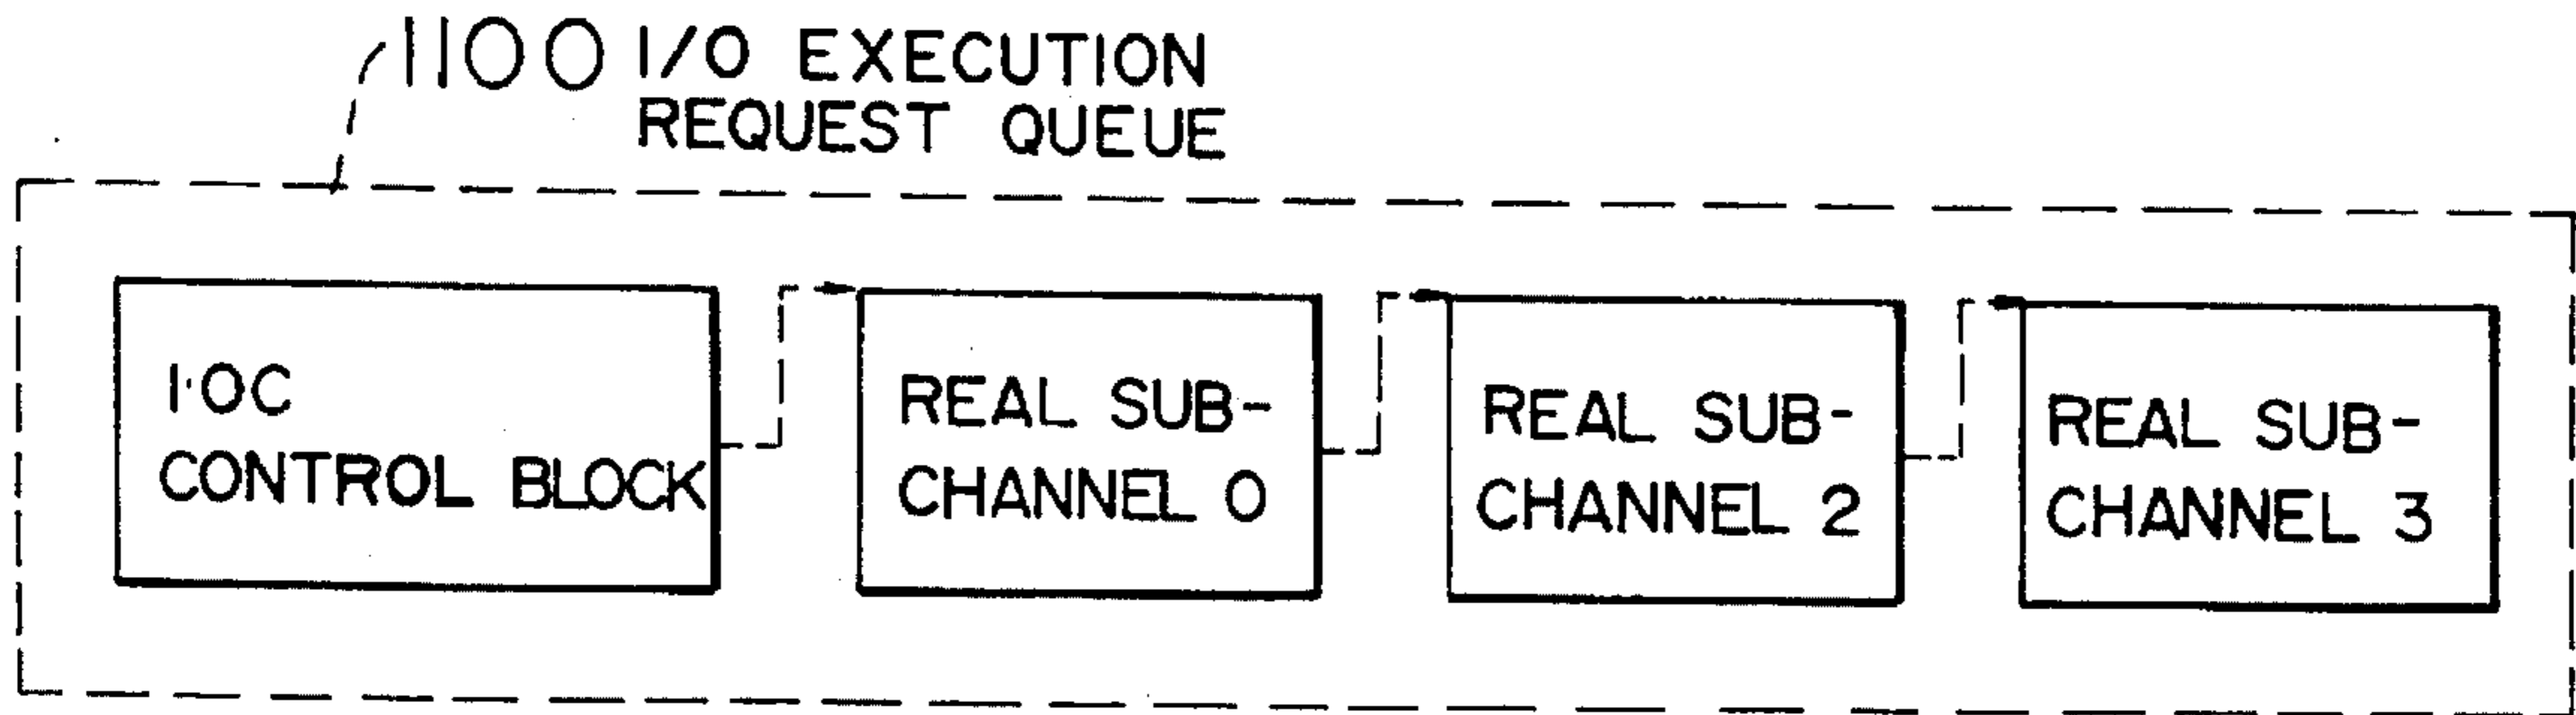 1100 I/O EXECUTION
REQUEST QUEUE
I·OC
CONTROL BLOCK
REAL SUB-
CHANNEL 0
REAL SUB-
CHANNEL 2
REAL SUB-
CHANNEL 3